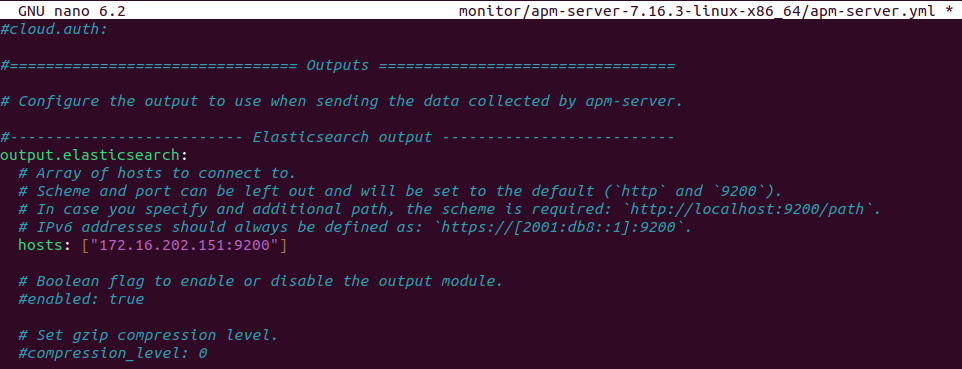 GNU nano 6.2 monitor/apm-server-7.16.3-linux-x86_64/apm-server.yml *
#cloud.auth:
#================================ Outputs =================================
# Configure the output to use when sending the data collected by apm-server.
#-------------------------- Elasticsearch output --------------------------
output.elasticsearch:
# Array of hosts to connect to.
# Scheme and port can be left out and will be set to the default (`http` and `9200`).
# In case you specify and additional path, the scheme is required: `http://localhost:9200/path`.
# IPv6 addresses should always be defined as: `https://[2001:db8::1]:9200`.
hosts: ["172.16.202.151:9200"]
# Boolean flag to enable or disable the output module.
#enabled: true
# Set gzip compression level.
#compression_level: 0